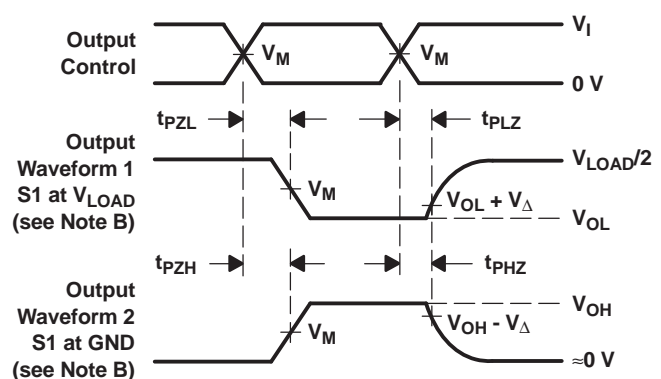 Output
Control
V_M
V_M
V_I
0 V
t_PZL
t_PLZ
Output
Waveform 1
S1 at V_LOAD
(see Note B)
V_M
V_LOAD/2
V_OL + V_Δ
V_OL
t_PZH
t_PHZ
Output
Waveform 2
S1 at GND
(see Note B)
V_M
V_OH
V_OH - V_Δ
≈0 V